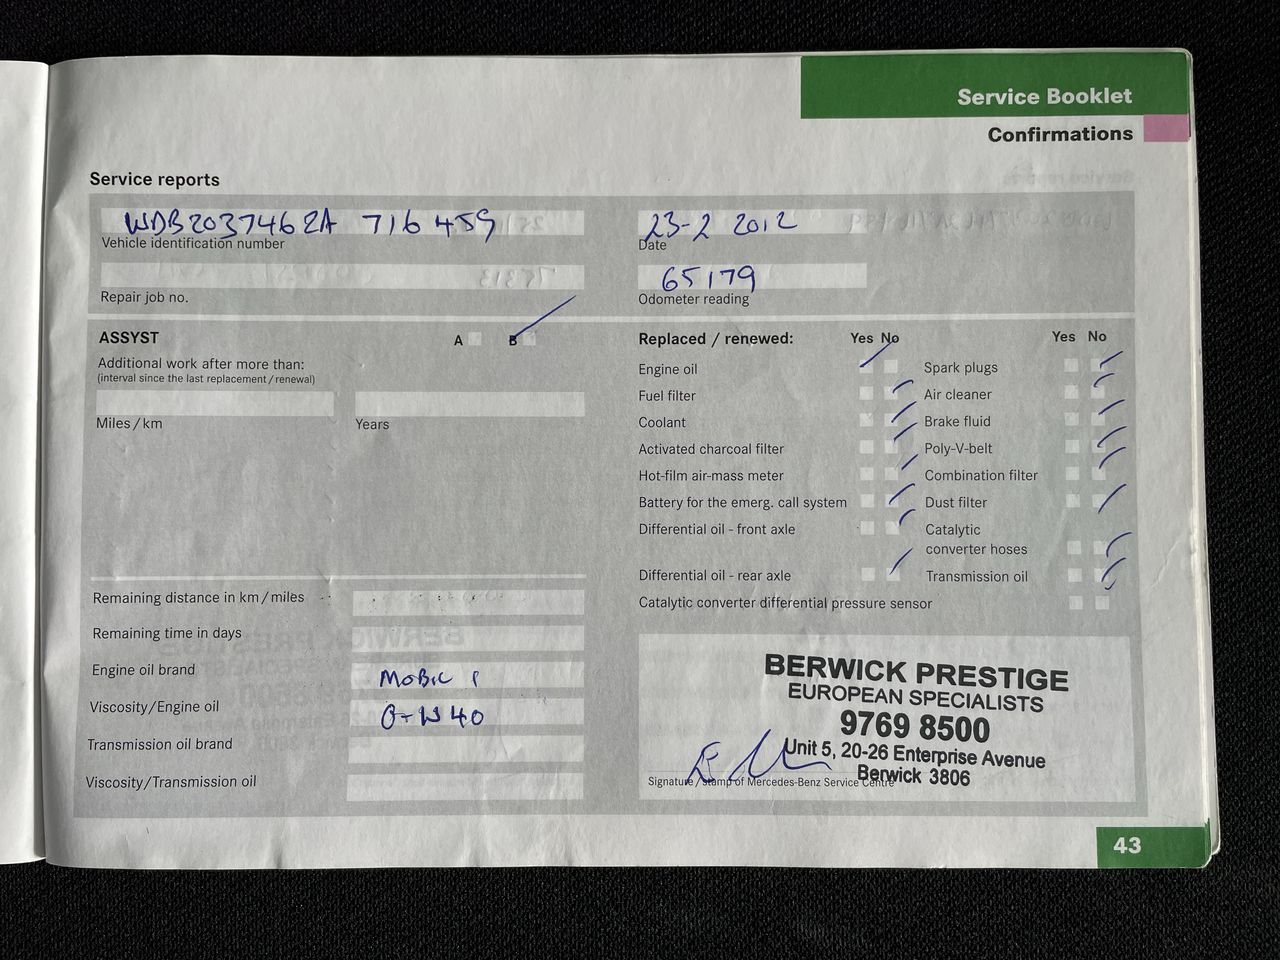 Service Booklet
Confirmations
Service reports
WDB2037462A 716459
Vehicle identification number
23-2 2012
Date
Repair job no.
65179
Odometer reading
ASSYST
A
B
Additional work after more than:
(interval since the last replacement/renewal)
Miles/km
Years
Replaced / renewed:
Yes No
Yes No
Engine oil
Spark plugs
Fuel filter
Air cleaner
Coolant
Brake fluid
Activated charcoal filter
Poly-V-belt
Hot-film air-mass meter
Combination filter
Battery for the emerg. call system
Dust filter
Differential oil - front axle
Catalytic
converter hoses
Differential oil - rear axle
Transmission oil
Catalytic converter differential pressure sensor
Remaining distance in km/miles
Remaining time in days
Engine oil brand
MOBIL 1
Viscosity/Engine oil
0-W40
Transmission oil brand
Viscosity/Transmission oil
BERWICK PRESTIGE
EUROPEAN SPECIALISTS
9769 8500
Unit 5, 20-26 Enterprise Avenue
Berwick 3806
Signature/stamp of Mercedes-Benz Service Centre
43